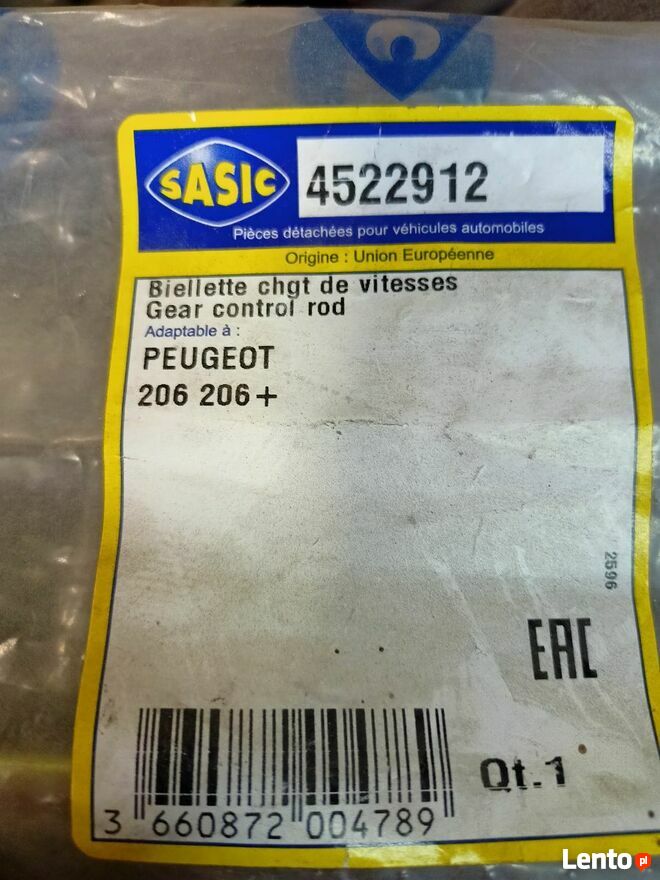 SASIC
4522912
Pièces détachées pour véhicules automobiles
Origine : Union Européenne
Biellette chgt de vitesses
Gear control rod
Adaptable à :
PEUGEOT
206 206+
2596
EAC
Qt.1
3 660872 004789
Lento.pl